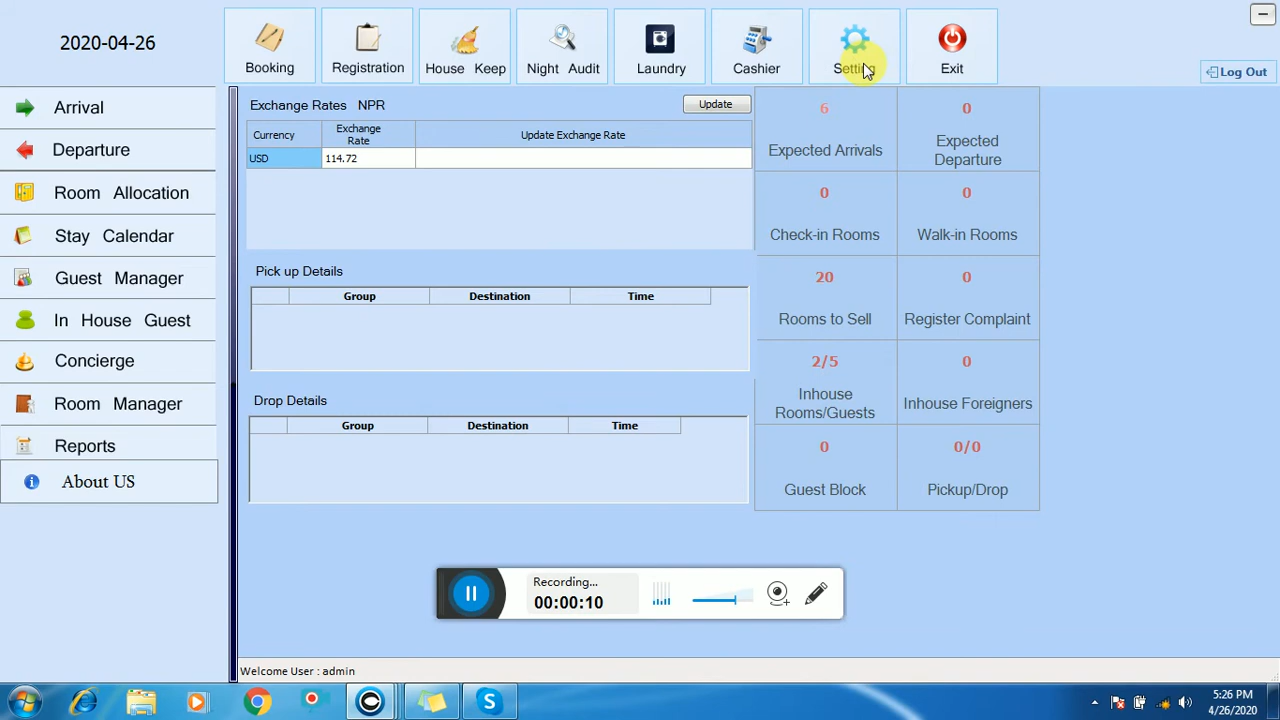 2020-04-26
Booking
Registration
House Keep
Night Audit
Laundry
Cashier
Setting
Exit
Log Out
Arrival
Departure
Room Allocation
Stay Calendar
Guest Manager
In House Guest
Concierge
Room Manager
Reports
About US
Exchange Rates NPR
Update
Currency
Exchange
Rate
Update Exchange Rate
USD
114.72
Pick up Details
Group
Destination
Time
Drop Details
Group
Destination
Time
6
Expected Arrivals
0
Expected
Departure
0
Check-in Rooms
0
Walk-in Rooms
20
Rooms to Sell
0
Register Complaint
2/5
Inhouse
Rooms/Guests
0
Inhouse Foreigners
0
Guest Block
0/0
Pickup/Drop
Recording...
00:00:10
Welcome User : admin
5:26 PM
4/26/2020